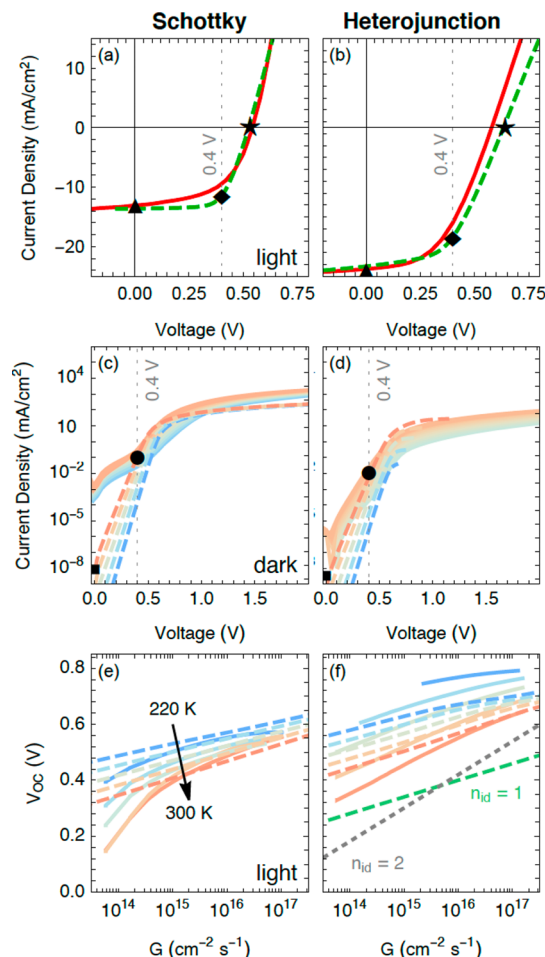 Schottky
Heterojunction
(a)
(b)
Current Density (mA/cm²)
10
0
−10
−20
0.4 V
0.4 V
light
0.00 0.25 0.50 0.75
0.00 0.25 0.50 0.75
Voltage (V)
Voltage (V)
(c)
(d)
Current Density (mA/cm²)
10⁴
10
10⁻²
10⁻⁵
10⁻⁸
0.4 V
0.4 V
dark
0.0 0.5 1.0 1.5
0.0 0.5 1.0 1.5
Voltage (V)
Voltage (V)
(e)
(f)
V_OC (V)
0.8
0.6
0.4
0.2
0.0
220 K
300 K
light
n_id = 1
n_id = 2
10¹⁴ 10¹⁵ 10¹⁶ 10¹⁷
10¹⁴ 10¹⁵ 10¹⁶ 10¹⁷
G (cm⁻² s⁻¹)
G (cm⁻² s⁻¹)